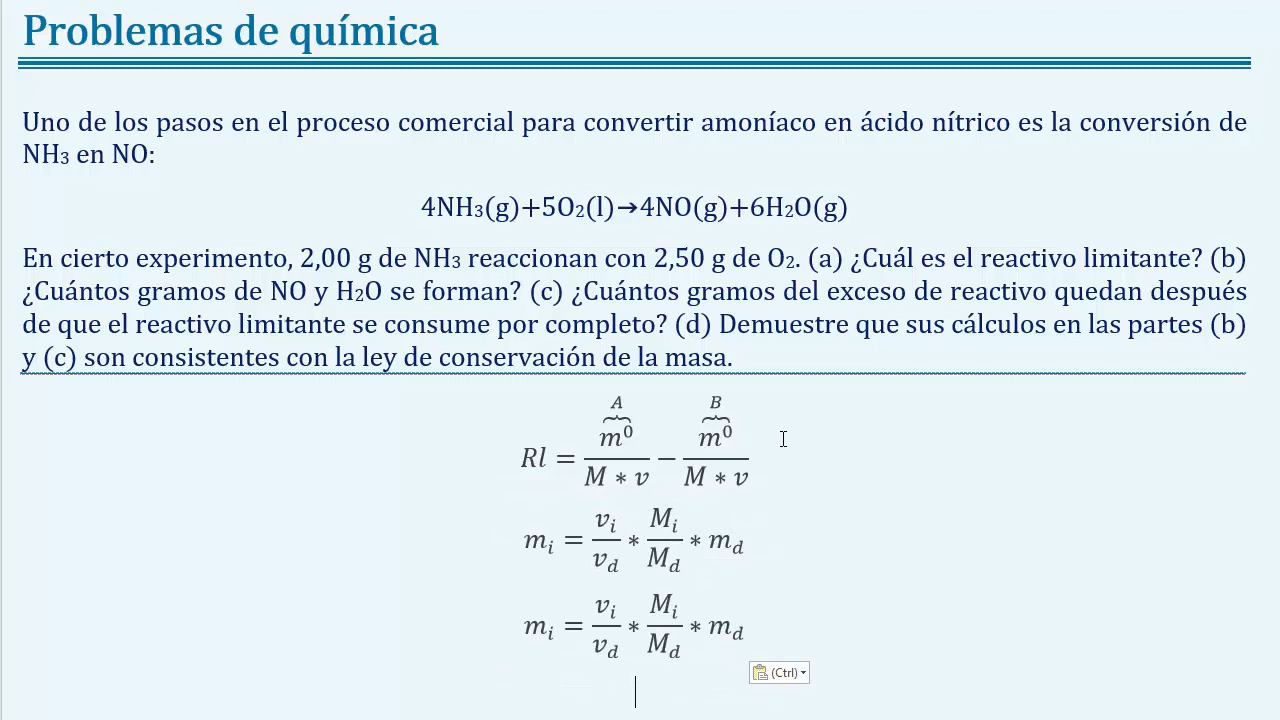 Problemas de química
Uno de los pasos en el proceso comercial para convertir amoníaco en ácido nítrico es la conversión de
NH₃ en NO:
4NH₃(g)+5O₂(l)➔4NO(g)+6H₂O(g)
En cierto experimento, 2,00 g de NH₃ reaccionan con 2,50 g de O₂. (a) ¿Cuál es el reactivo limitante? (b)
¿Cuántos gramos de NO y H₂O se forman? (c) ¿Cuántos gramos del exceso de reactivo quedan después
de que el reactivo limitante se consume por completo? (d) Demuestre que sus cálculos en las partes (b)
y (c) son consistentes con la ley de conservación de la masa.
A B
Rl = m⁰/(M * v) − m⁰/(M * v)
mᵢ = vᵢ/v_d * Mᵢ/M_d * m_d
mᵢ = vᵢ/v_d * Mᵢ/M_d * m_d
(Ctrl)